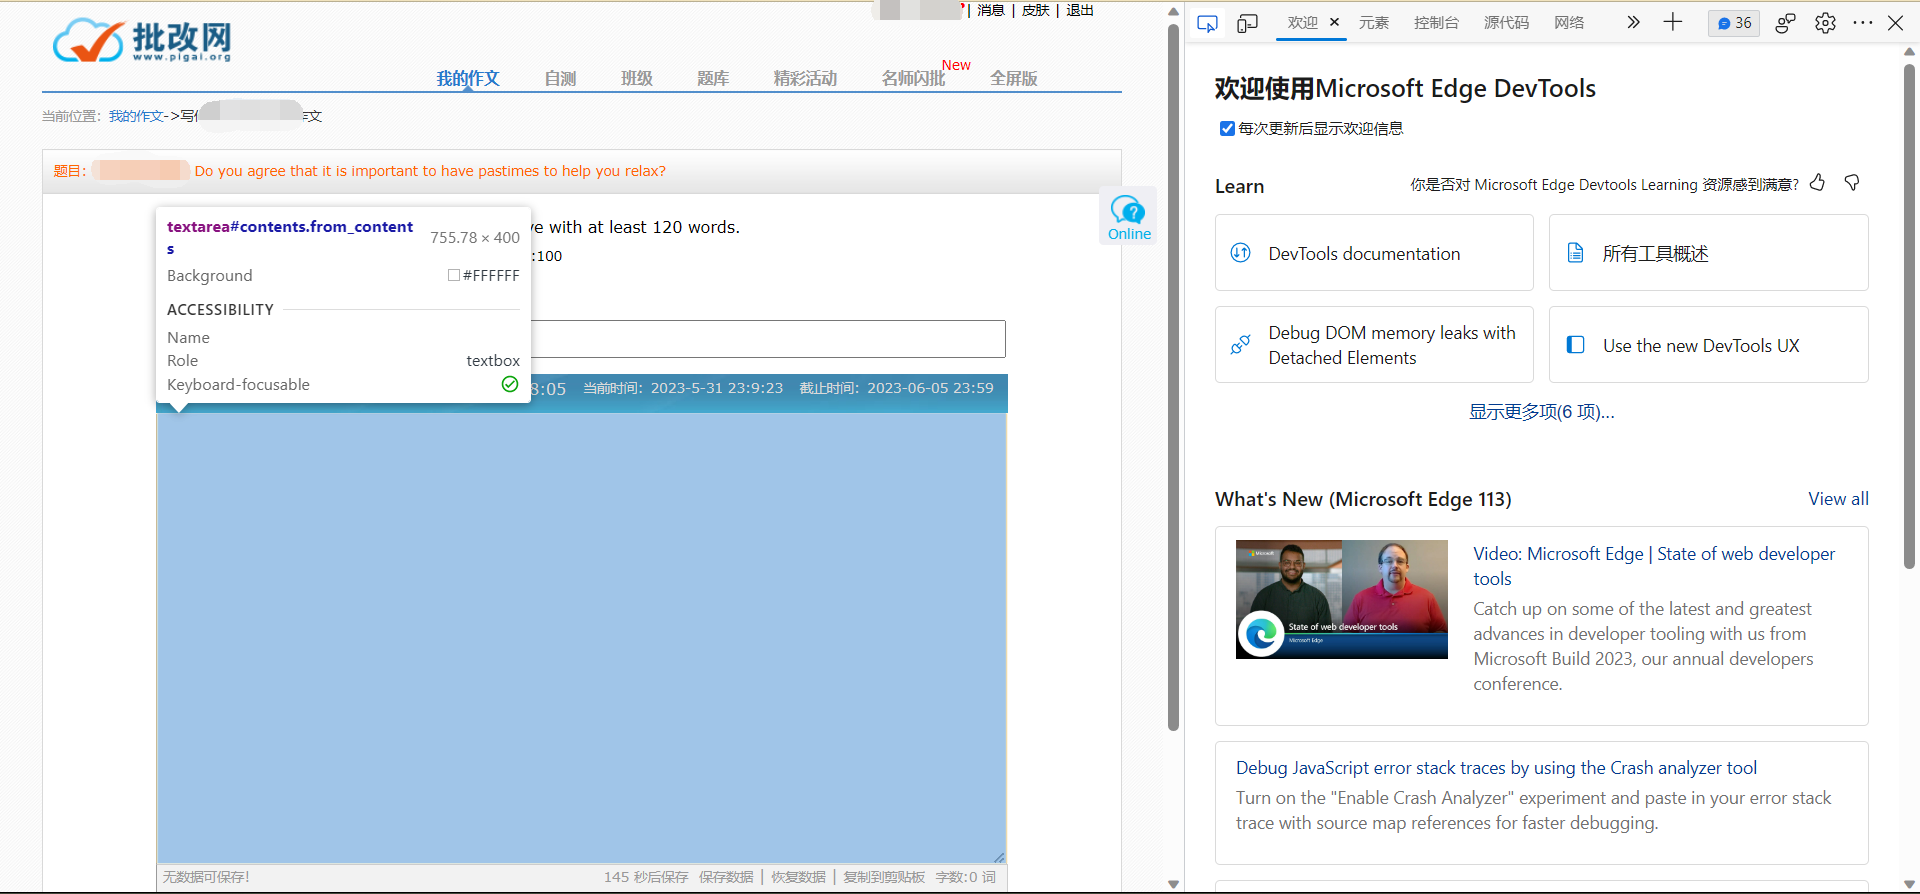 | 消息 | 皮肤 | 退出
批改网
www.pigai.org
我的作文 自测 班级 题库 精彩活动 名师闪批 New 全屏版
当前位置: 我的作文->写 作文
题目: Do you agree that it is important to have pastimes to help you relax?
Online
with at least 120 words.
:100
textarea#contents.from_content
s
755.78 × 400
Background #FFFFFF
ACCESSIBILITY
Name
Role textbox
Keyboard-focusable
8:05 当前时间: 2023-5-31 23:9:23 截止时间: 2023-06-05 23:59
无数据可保存! 145 秒后保存 保存数据 | 恢复数据 | 复制到剪贴板 字数:0 词
欢迎 元素 控制台 源代码 网络 36
欢迎使用Microsoft Edge DevTools
每次更新后显示欢迎信息
Learn
你是否对 Microsoft Edge Devtools Learning 资源感到满意?
DevTools documentation
所有工具概述
Debug DOM memory leaks with
Detached Elements
Use the new DevTools UX
显示更多项(6 项)...
What's New (Microsoft Edge 113)
View all
Microsoft
State of web developer tools
Microsoft Edge
Video: Microsoft Edge | State of web developer
tools
Catch up on some of the latest and greatest
advances in developer tooling with us from
Microsoft Build 2023, our annual developers
conference.
Debug JavaScript error stack traces by using the Crash analyzer tool
Turn on the "Enable Crash Analyzer" experiment and paste in your error stack
trace with source map references for faster debugging.